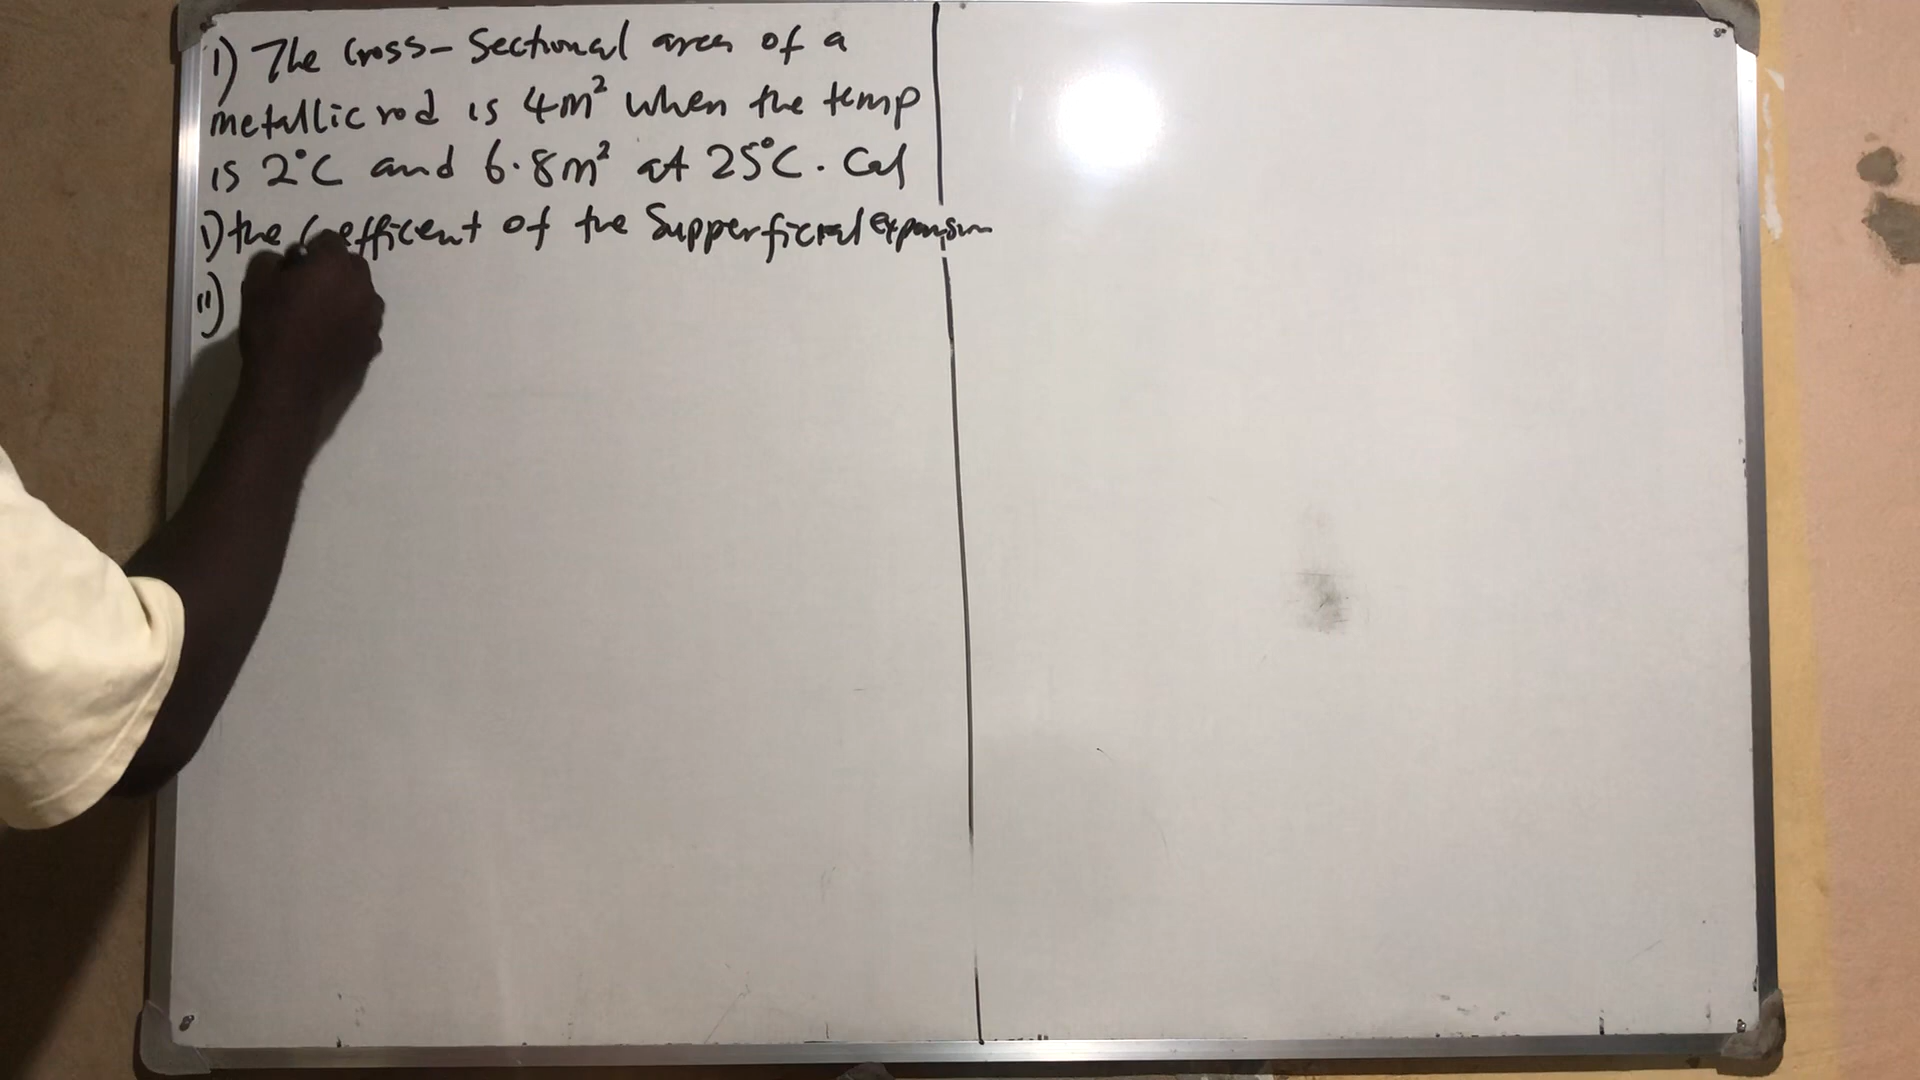 1) The Cross-Sectional area of a
metallic rod is 4m² when the temp
is 2°C and 6.8m² at 25°C. Cal
i) the Coefficent of the Supperficial expansion
ii)